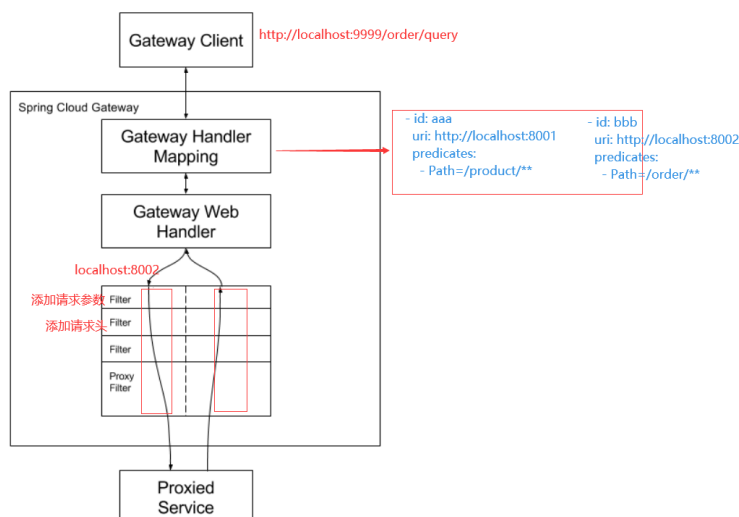 Gateway Client
http://localhost:9999/order/query
Spring Cloud Gateway
Gateway Handler
Mapping
- id: aaa
uri: http://localhost:8001
predicates:
- Path=/product/**
- id: bbb
uri: http://localhost:8002
predicates:
- Path=/order/**
Gateway Web
Handler
localhost:8002
添加请求参数
Filter
添加请求头
Filter
Filter
Proxy
Filter
Proxied
Service